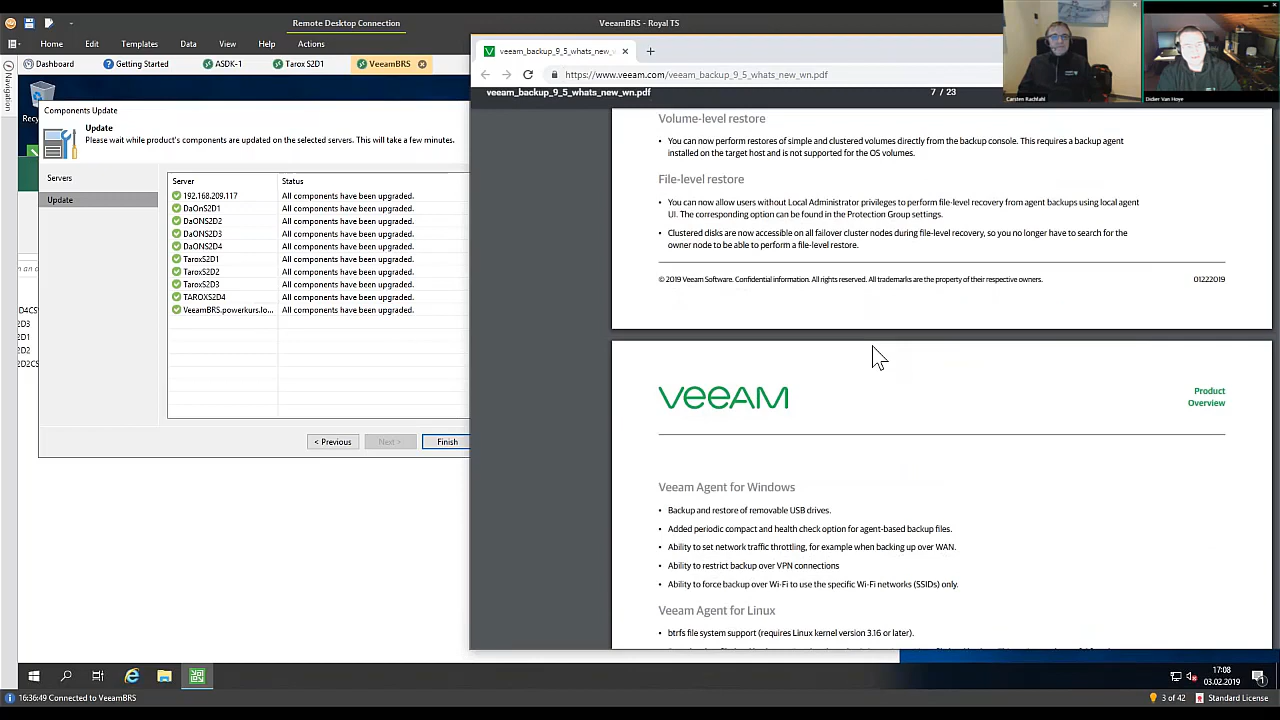 Remote Desktop Connection
VeeamBRS - Royal TS
Home
Edit
Templates
Data
View
Help
Actions
Dashboard
Getting Started
ASDK-1
Tarox S2D1
VeeamBRS
Navigation
Components Update
Update
Please wait while product's components are updated on the selected servers. This will take a few minutes.
Servers
Update
Server
Status
192.168.209.117
All components have been upgraded.
DaOnS2D1
All components have been upgraded.
DaONS2D2
All components have been upgraded.
DaONS2D3
All components have been upgraded.
DaONS2D4
All components have been upgraded.
TaroxS2D1
All components have been upgraded.
TaroxS2D2
All components have been upgraded.
TaroxS2D3
All components have been upgraded.
TAROXS2D4
All components have been upgraded.
VeeamBRS.powerkurs.lo...
All components have been upgraded.
< Previous
Next >
Finish
Recy
D4CS
2D3
2D1
2D2
2D2CS
veeam_backup_9_5_whats_new_
https://www.veeam.com/veeam_backup_9_5_whats_new_wn.pdf
veeam_backup_9_5_whats_new_wn.pdf
7 / 23
Carsten Rachfahl
Didier Van Hoye
Volume-level restore
• You can now perform restores of simple and clustered volumes directly from the backup console. This requires a backup agent
installed on the target host and is not supported for the OS volumes.
File-level restore
• You can now allow users without Local Administrator privileges to perform file-level recovery from agent backups using local agent
UI. The corresponding option can be found in the Protection Group settings.
• Clustered disks are now accessible on all failover cluster nodes during file-level recovery, so you no longer have to search for the
owner node to be able to perform a file-level restore.
© 2019 Veeam Software. Confidential information. All rights reserved. All trademarks are the property of their respective owners.
01222019
veeam
Product
Overview
Veeam Agent for Windows
• Backup and restore of removable USB drives.
• Added periodic compact and health check option for agent-based backup files.
• Ability to set network traffic throttling, for example when backing up over WAN.
• Ability to restrict backup over VPN connections
• Ability to force backup over Wi-Fi to use the specific Wi-Fi networks (SSIDs) only.
Veeam Agent for Linux
• btrfs file system support (requires Linux kernel version 3.16 or later).
17:08
03.02.2019
1
16:36:49 Connected to VeeamBRS
3 of 42
Standard License